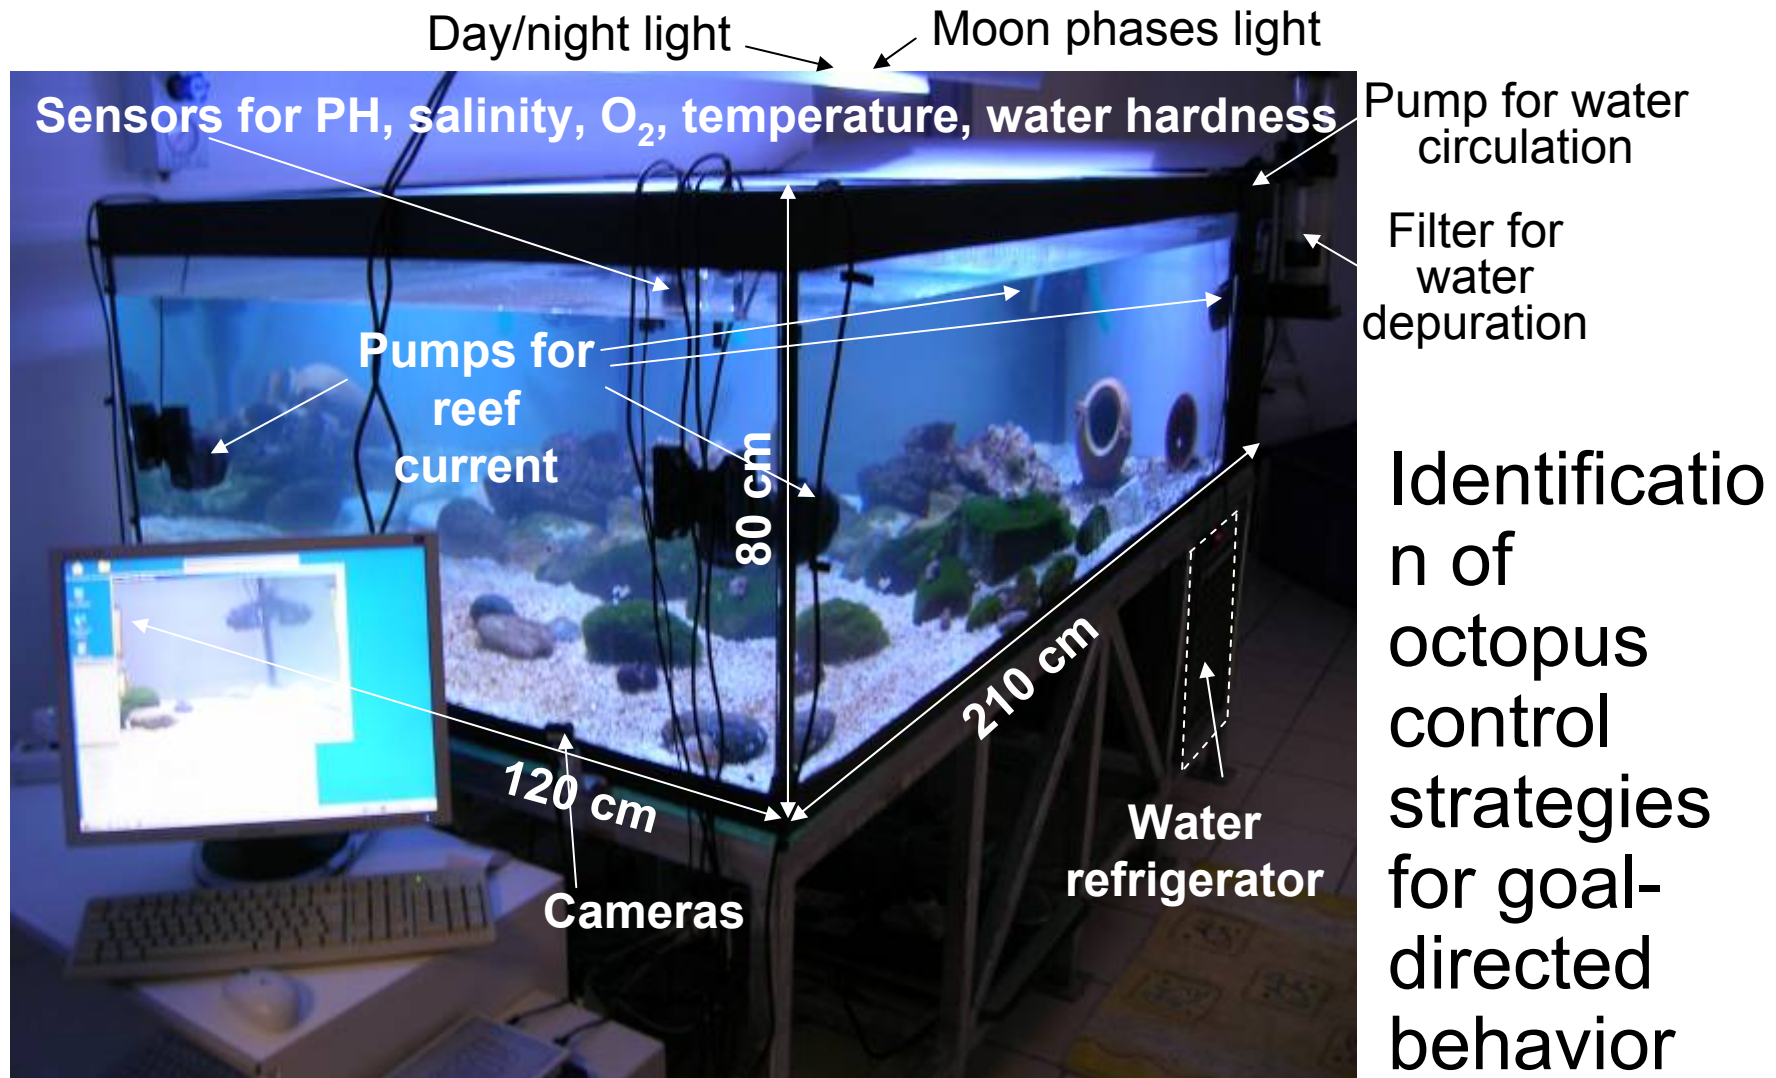 Day/night light
Moon phases light
Sensors for PH, salinity, O₂, temperature, water hardness
Pump for water
circulation
Filter for
water
depuration
Pumps for
reef
current
80 cm
210 cm
120 cm
Water
refrigerator
Cameras
Identificatio
n of
octopus
control
strategies
for goal-
directed
behavior